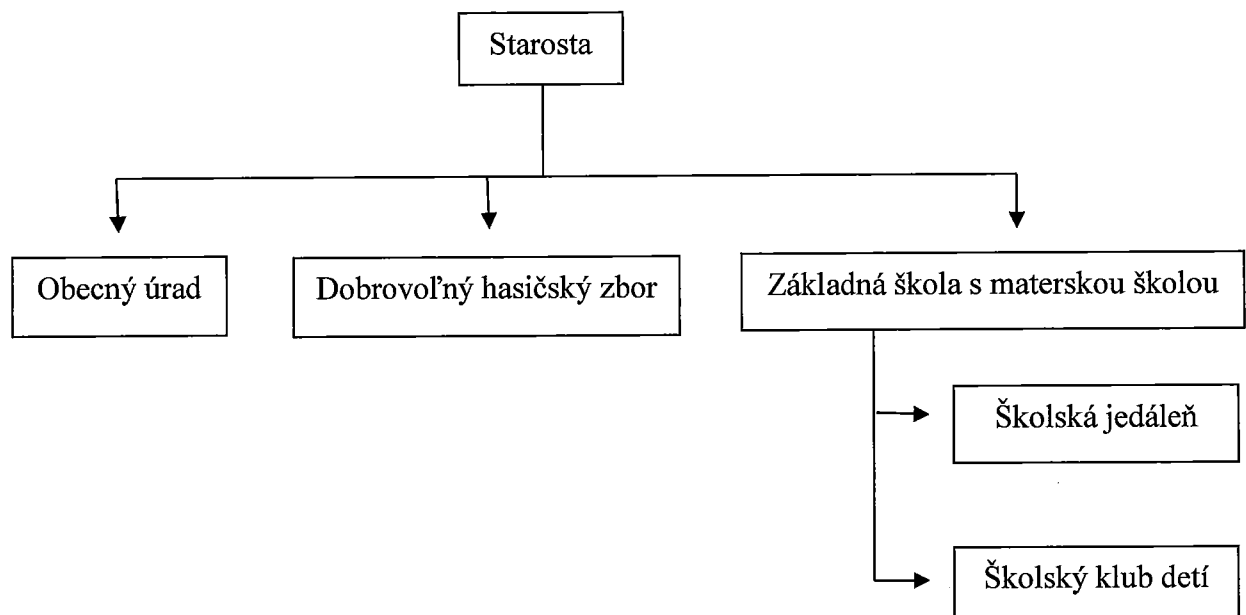 Starosta
Obecný úrad
Dobrovoľný hasičský zbor
Základná škola s materskou školou
Školská jedáleň
Školský klub detí